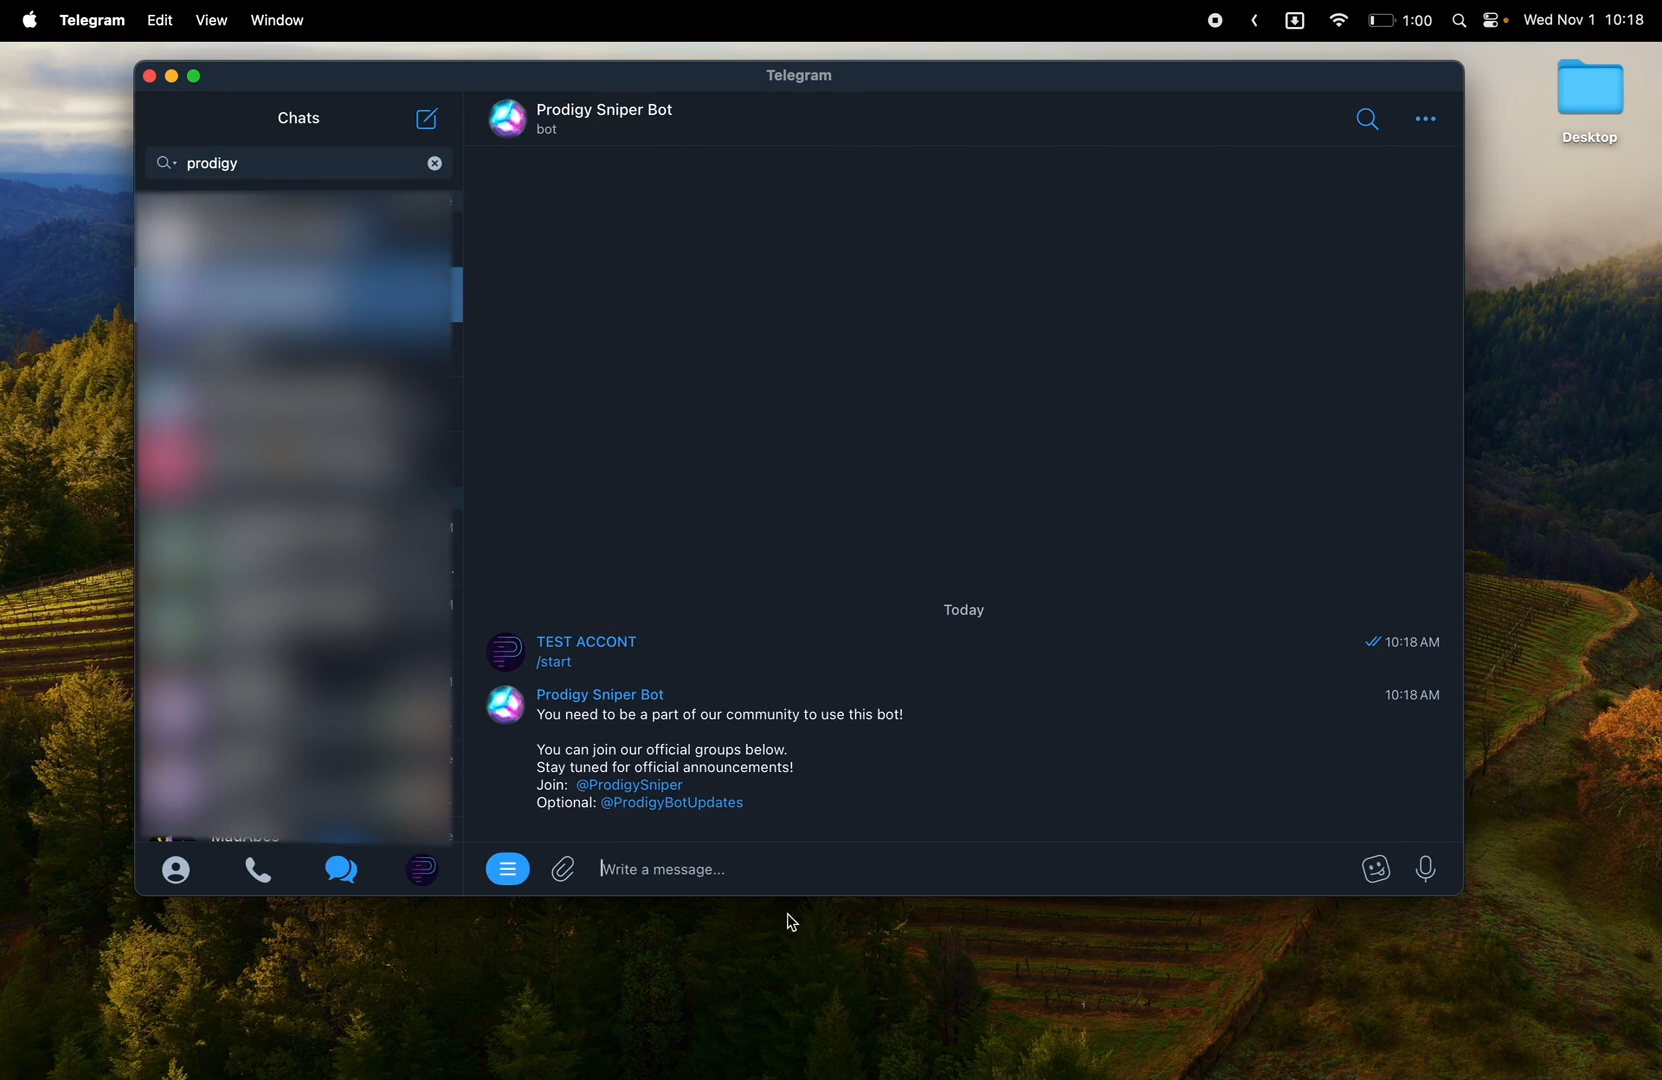 Telegram Edit View Window 1:00 Wed Nov 1 10:18
Telegram
Desktop
Chats
prodigy
Prodigy Sniper Bot
bot
Today
TEST ACCONT 10:18 AM
/start
Prodigy Sniper Bot 10:18 AM
You need to be a part of our community to use this bot!
You can join our official groups below.
Stay tuned for official announcements!
Join: @ProdigySniper
Optional: @ProdigyBotUpdates
Write a message...